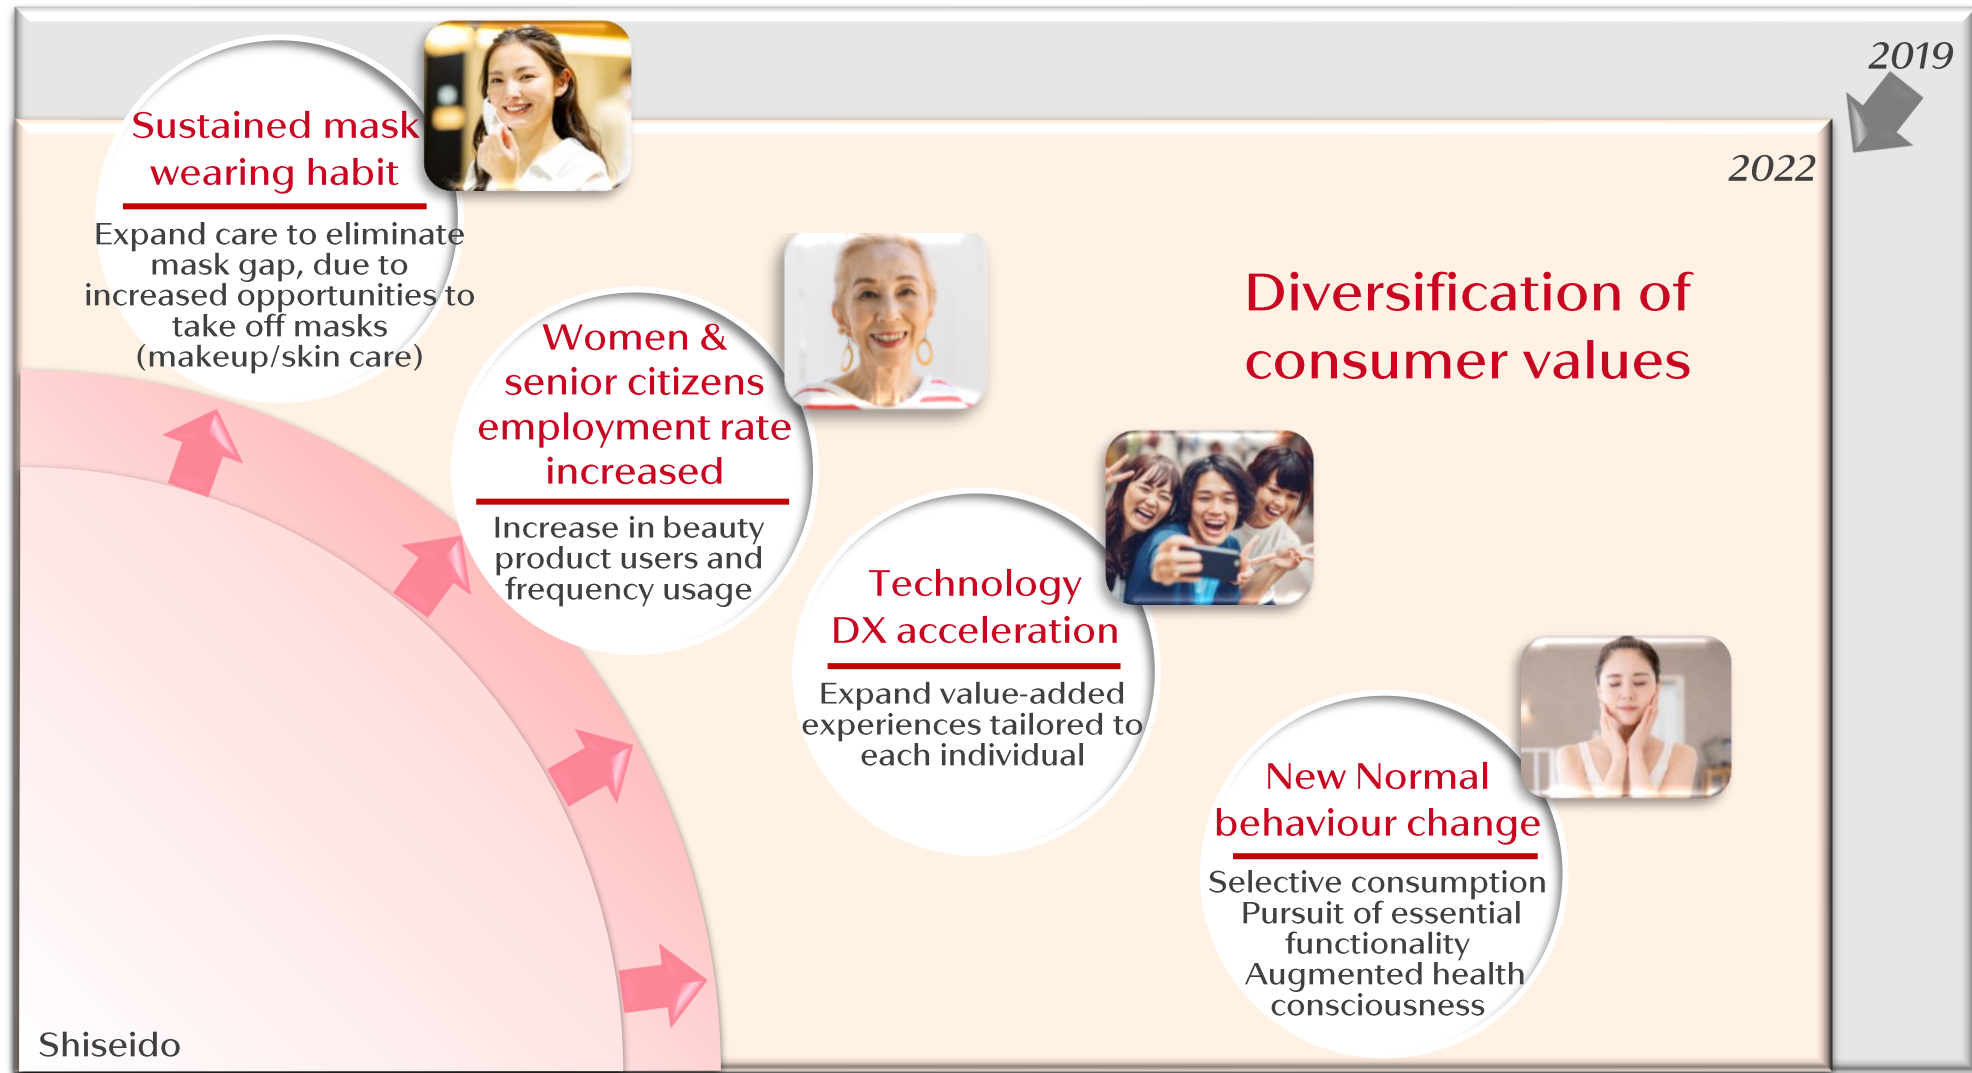 2019
2022
Sustained mask
wearing habit
Expand care to eliminate
mask gap, due to
increased opportunities to
take off masks
(makeup/skin care)
Diversification of
consumer values
Women &
senior citizens
employment rate
increased
Increase in beauty
product users and
frequency usage
Technology
DX acceleration
Expand value-added
experiences tailored to
each individual
New Normal
behaviour change
Selective consumption
Pursuit of essential
functionality
Augmented health
consciousness
Shiseido